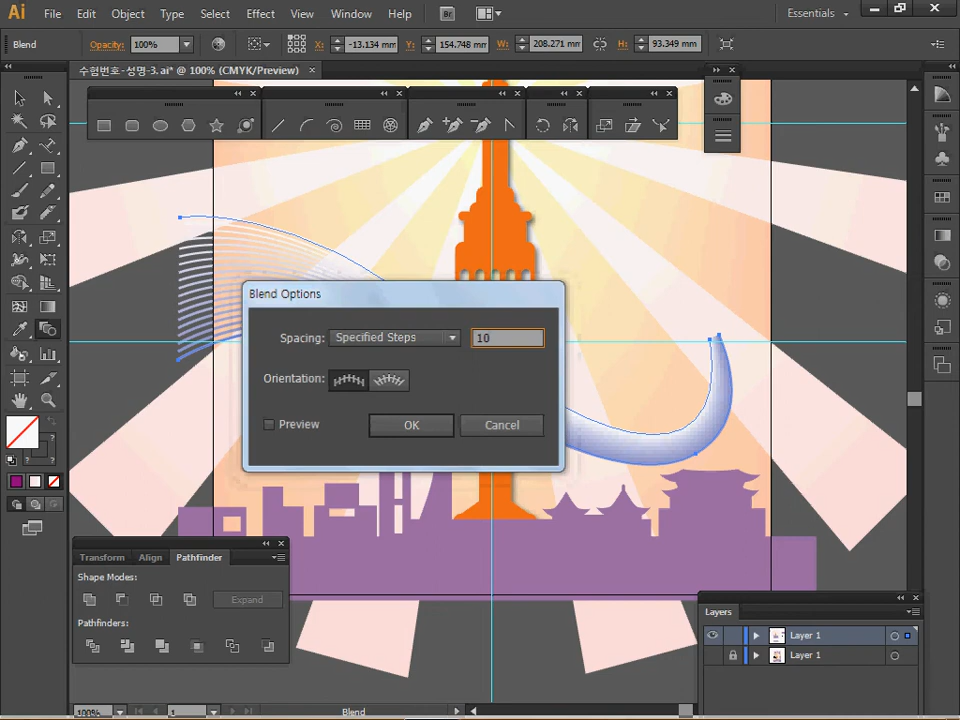 Ai File Edit Object Type Select Effect View Window Help Br Essentials
Blend Opacity: 100% X: -13.134 mm Y: 154.748 mm W: 208.271 mm H: 93.349 mm
수험번호-성명-3.ai* @ 100% (CMYK/Preview)
Blend Options
Spacing: Specified Steps 10
Orientation:
Preview OK Cancel
Transform Align Pathfinder
Shape Modes:
Expand
Pathfinders:
Layers
Layer 1
Layer 1
100% 1 Blend